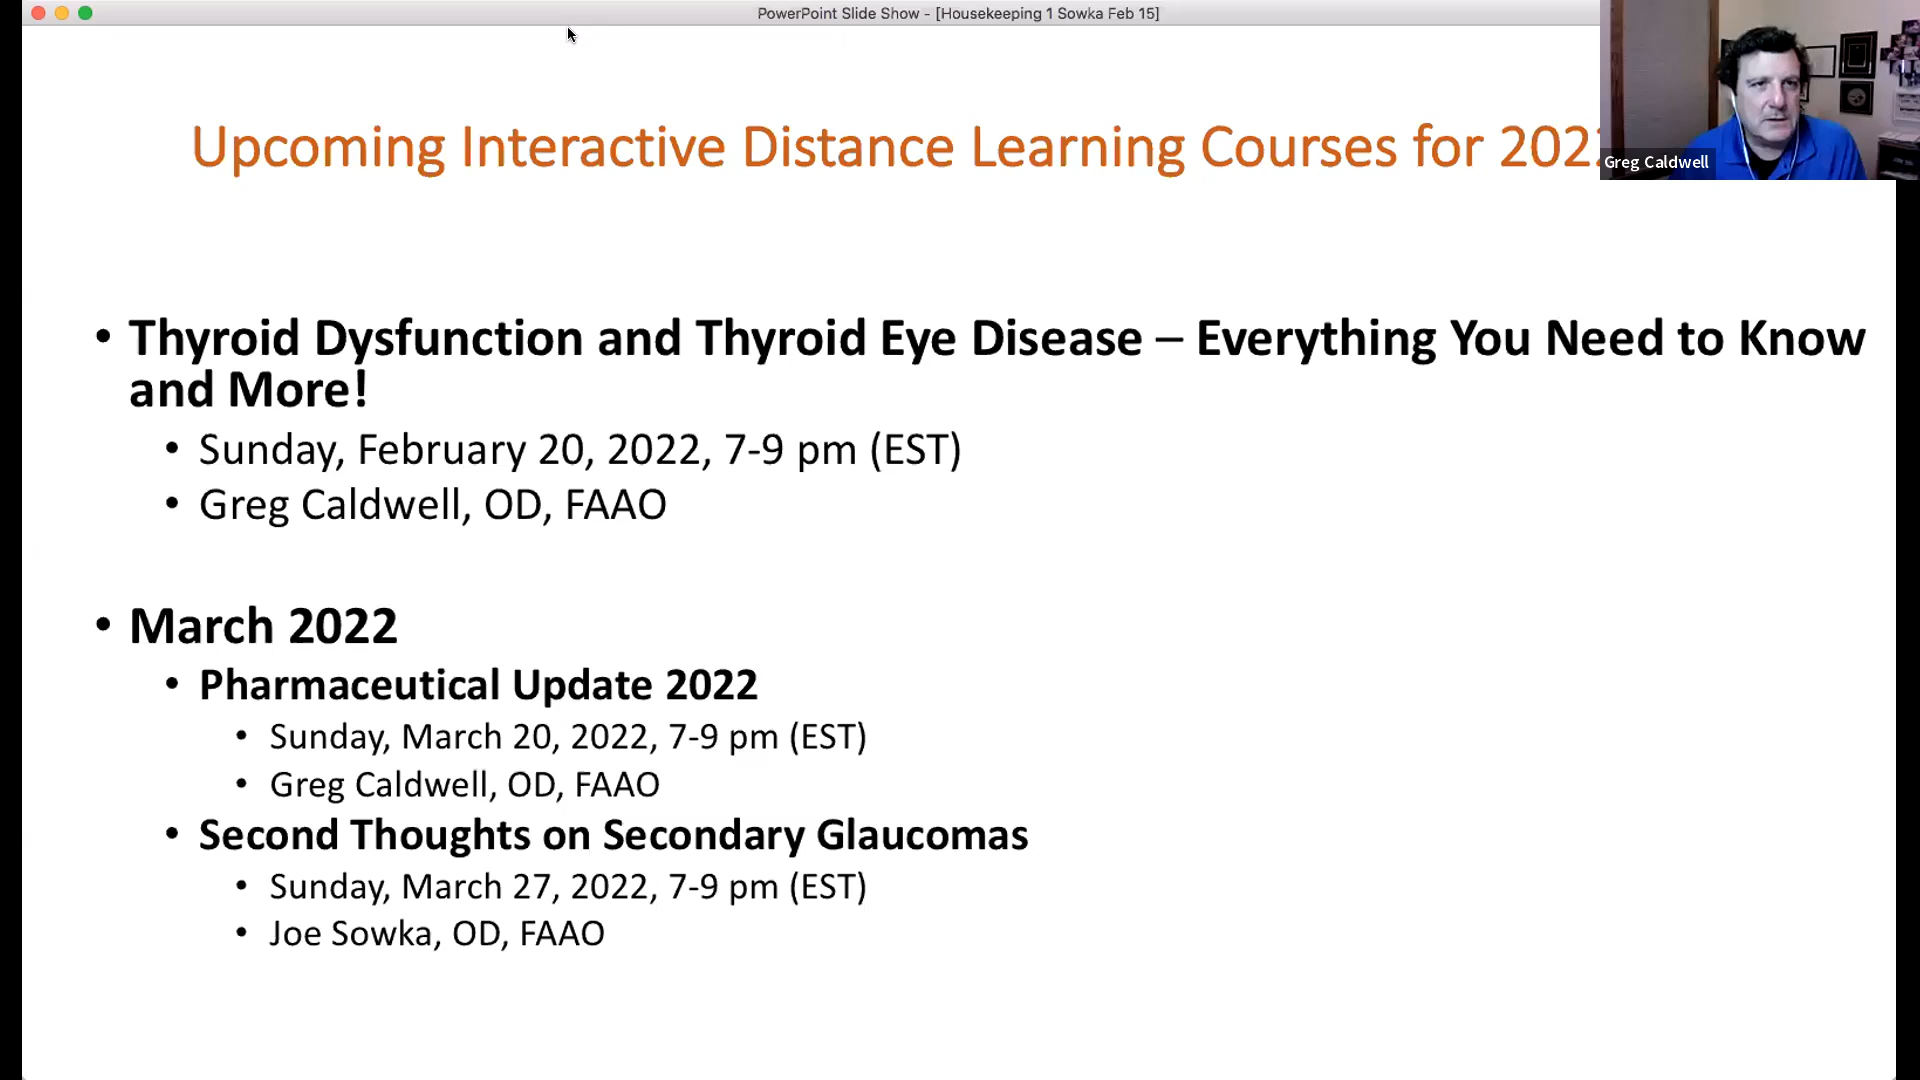 PowerPoint Slide Show - [Housekeeping 1 Sowka Feb 15]
Upcoming Interactive Distance Learning Courses for
Greg Caldwell
• Thyroid Dysfunction and Thyroid Eye Disease – Everything You Need to Know
and More!
• Sunday, February 20, 2022, 7-9 pm (EST)
• Greg Caldwell, OD, FAAO
• March 2022
• Pharmaceutical Update 2022
• Sunday, March 20, 2022, 7-9 pm (EST)
• Greg Caldwell, OD, FAAO
• Second Thoughts on Secondary Glaucomas
• Sunday, March 27, 2022, 7-9 pm (EST)
• Joe Sowka, OD, FAAO